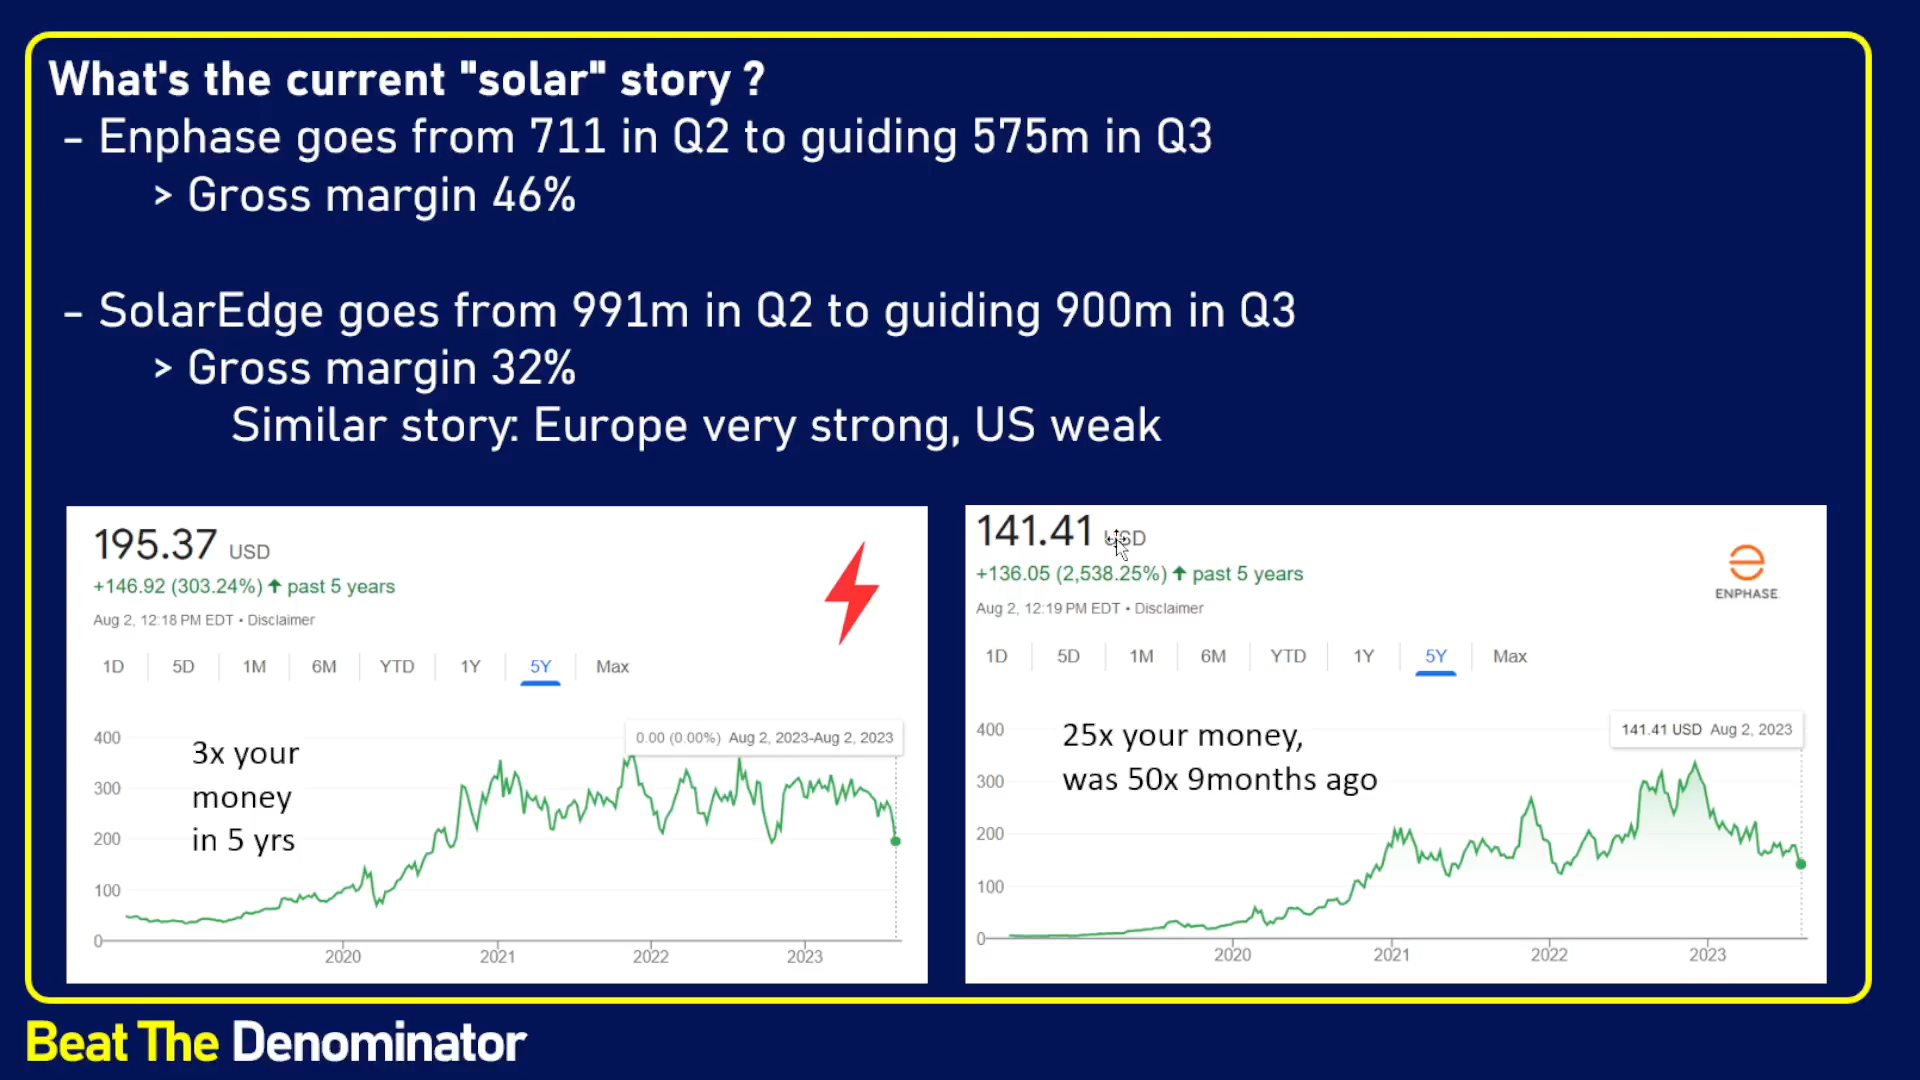 What's the current "solar" story ?
- Enphase goes from 711 in Q2 to guiding 575m in Q3
> Gross margin 46%
- SolarEdge goes from 991m in Q2 to guiding 900m in Q3
> Gross margin 32%
Similar story: Europe very strong, US weak
195.37 USD
+146.92 (303.24%) ↑ past 5 years
Aug 2, 12:18 PM EDT • Disclaimer
1D 5D 1M 6M YTD 1Y 5Y Max
0.00 (0.00%) Aug 2, 2023-Aug 2, 2023
3x your
money
in 5 yrs
400
300
200
100
0
2020 2021 2022 2023
141.41 USD
+136.05 (2,538.25%) ↑ past 5 years
Aug 2, 12:19 PM EDT • Disclaimer
ENPHASE
1D 5D 1M 6M YTD 1Y 5Y Max
141.41 USD Aug 2, 2023
25x your money,
was 50x 9months ago
400
300
200
100
0
2020 2021 2022 2023
Beat The Denominator